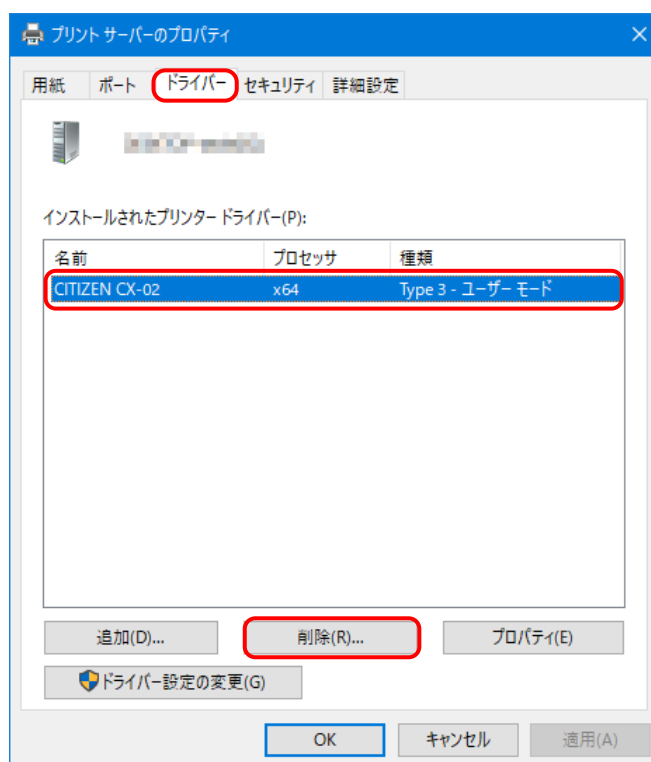 プリント サーバーのプロパティ
用紙 ポート ドライバー セキュリティ 詳細設定
インストールされたプリンター ドライバー(P):
名前 プロセッサ 種類
CITIZEN CX-02 x64 Type 3 - ユーザー モード
追加(D)... 削除(R)... プロパティ(E)
ドライバー設定の変更(G)
OK キャンセル 適用(A)